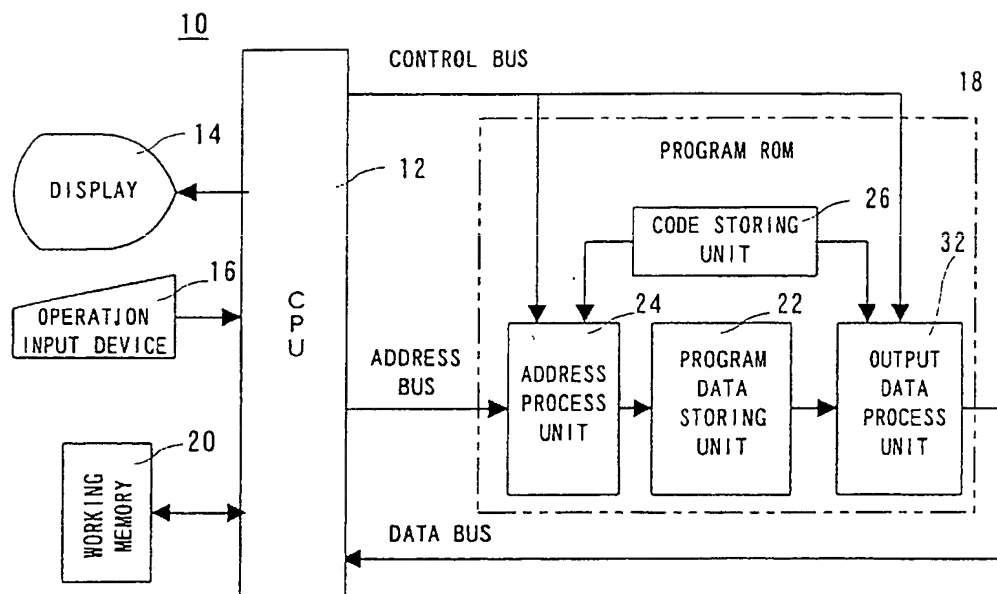 10
CONTROL BUS
18
14
PROGRAM ROM
12
DISPLAY
26
CODE STORING
UNIT
32
16
24
22
OPERATION
INPUT DEVICE
CPU
ADDRESS
BUS
ADDRESS
PROCESS
UNIT
PROGRAM
DATA
STORING
UNIT
OUTPUT
DATA
PROCESS
UNIT
20
WORKING
MEMORY
DATA BUS